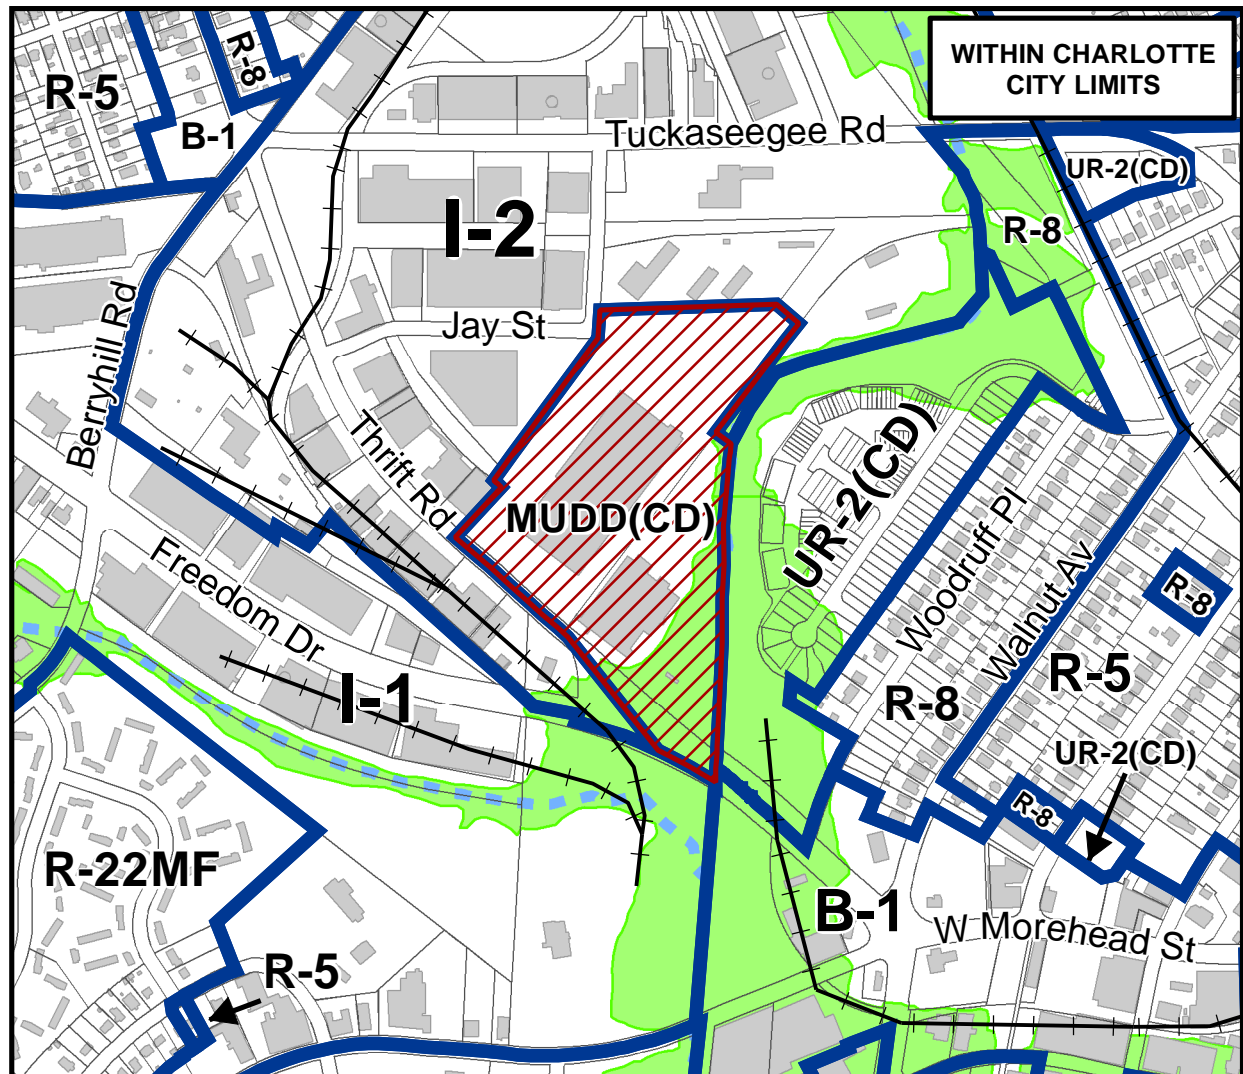 WITHIN CHARLOTTE
CITY LIMITS
R-5
R-8
B-1
Tuckaseegee Rd
UR-2(CD)
I-2
R-8
Berryhill Rd
Jay St
Thrift Rd
MUDD(CD)
UR-2(CD)
Woodruff Pl
Walnut Av
R-8
Freedom Dr
I-1
R-8
R-5
UR-2(CD)
R-8
R-22MF
B-1
W Morehead St
R-5